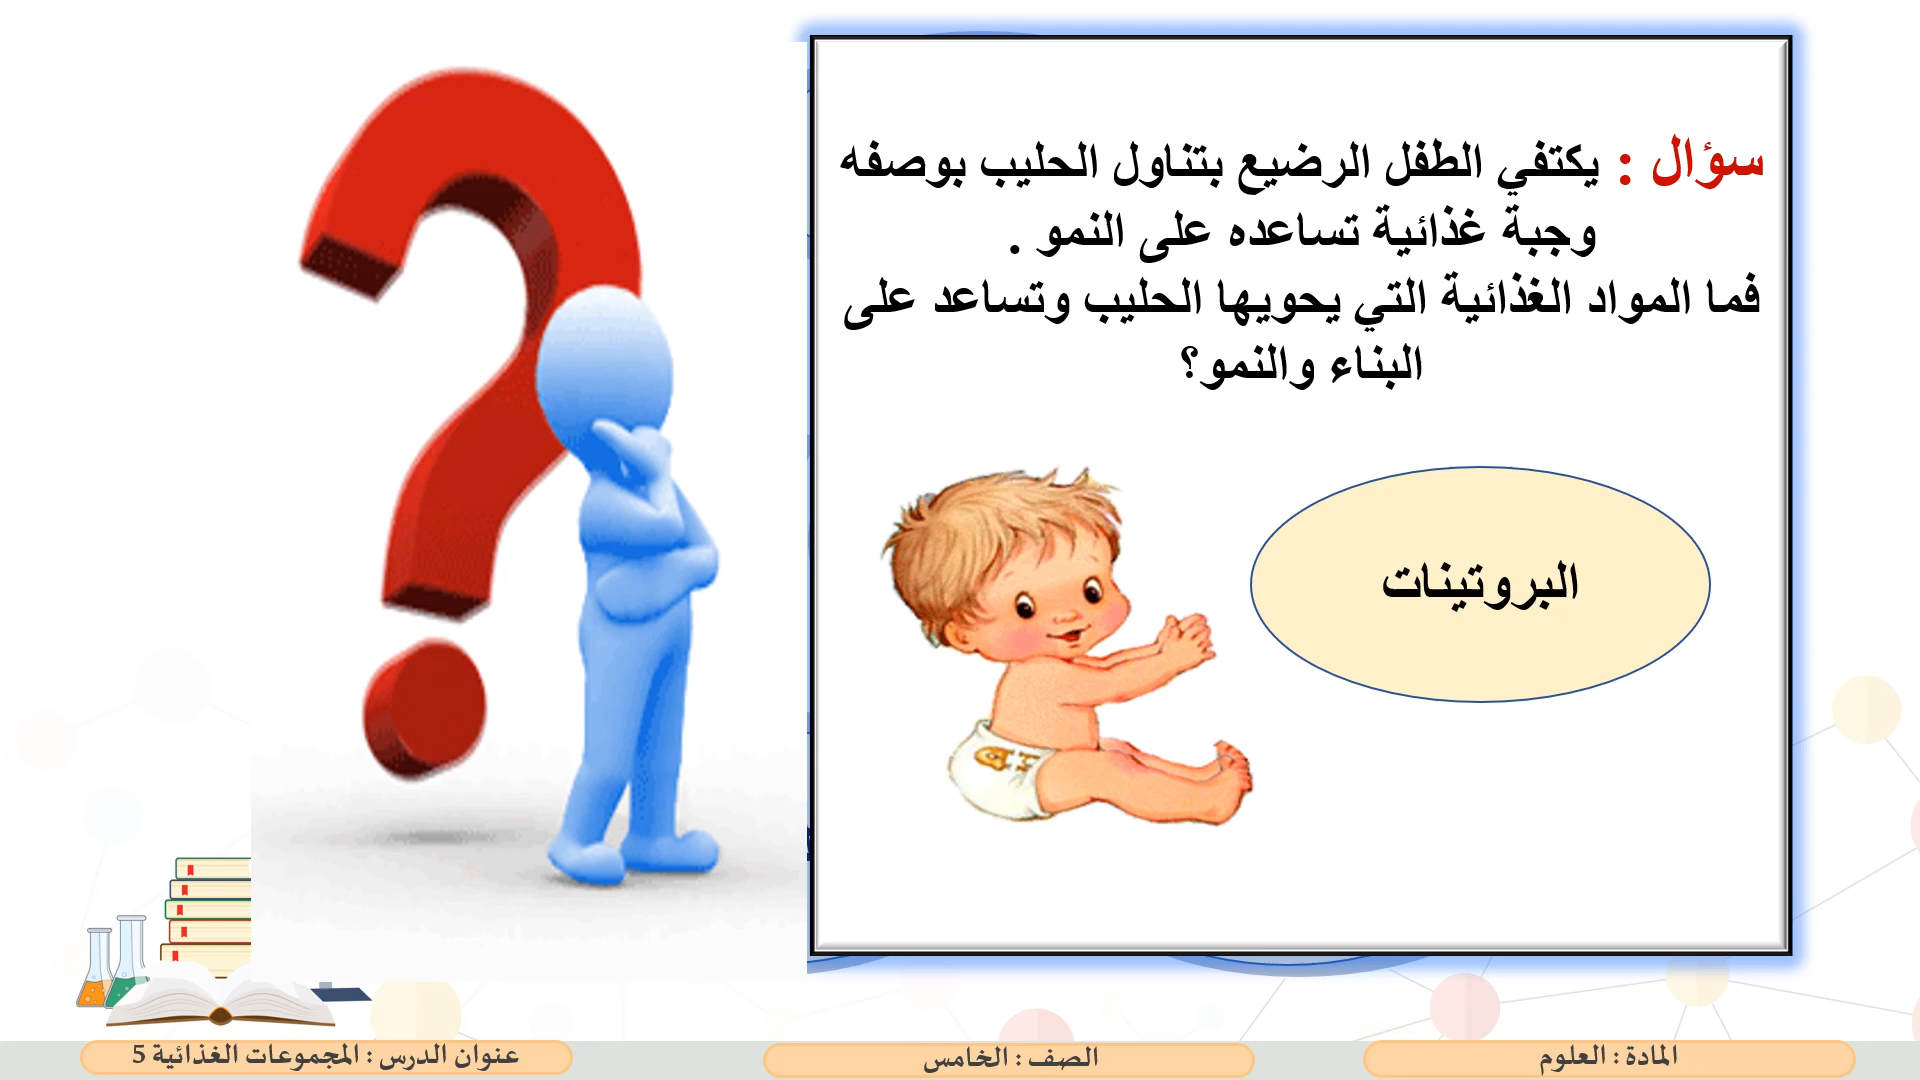 سؤال : يكتفي الطفل الرضيع بتناول الحليب بوصفه
وجبة غذائية تساعده على النمو .
فما المواد الغذائية التي يحويها الحليب وتساعد على
البناء والنمو؟
البروتينات
المادة : العلوم
الصف : الخامس
عنوان الدرس : المجموعات الغذائية 5